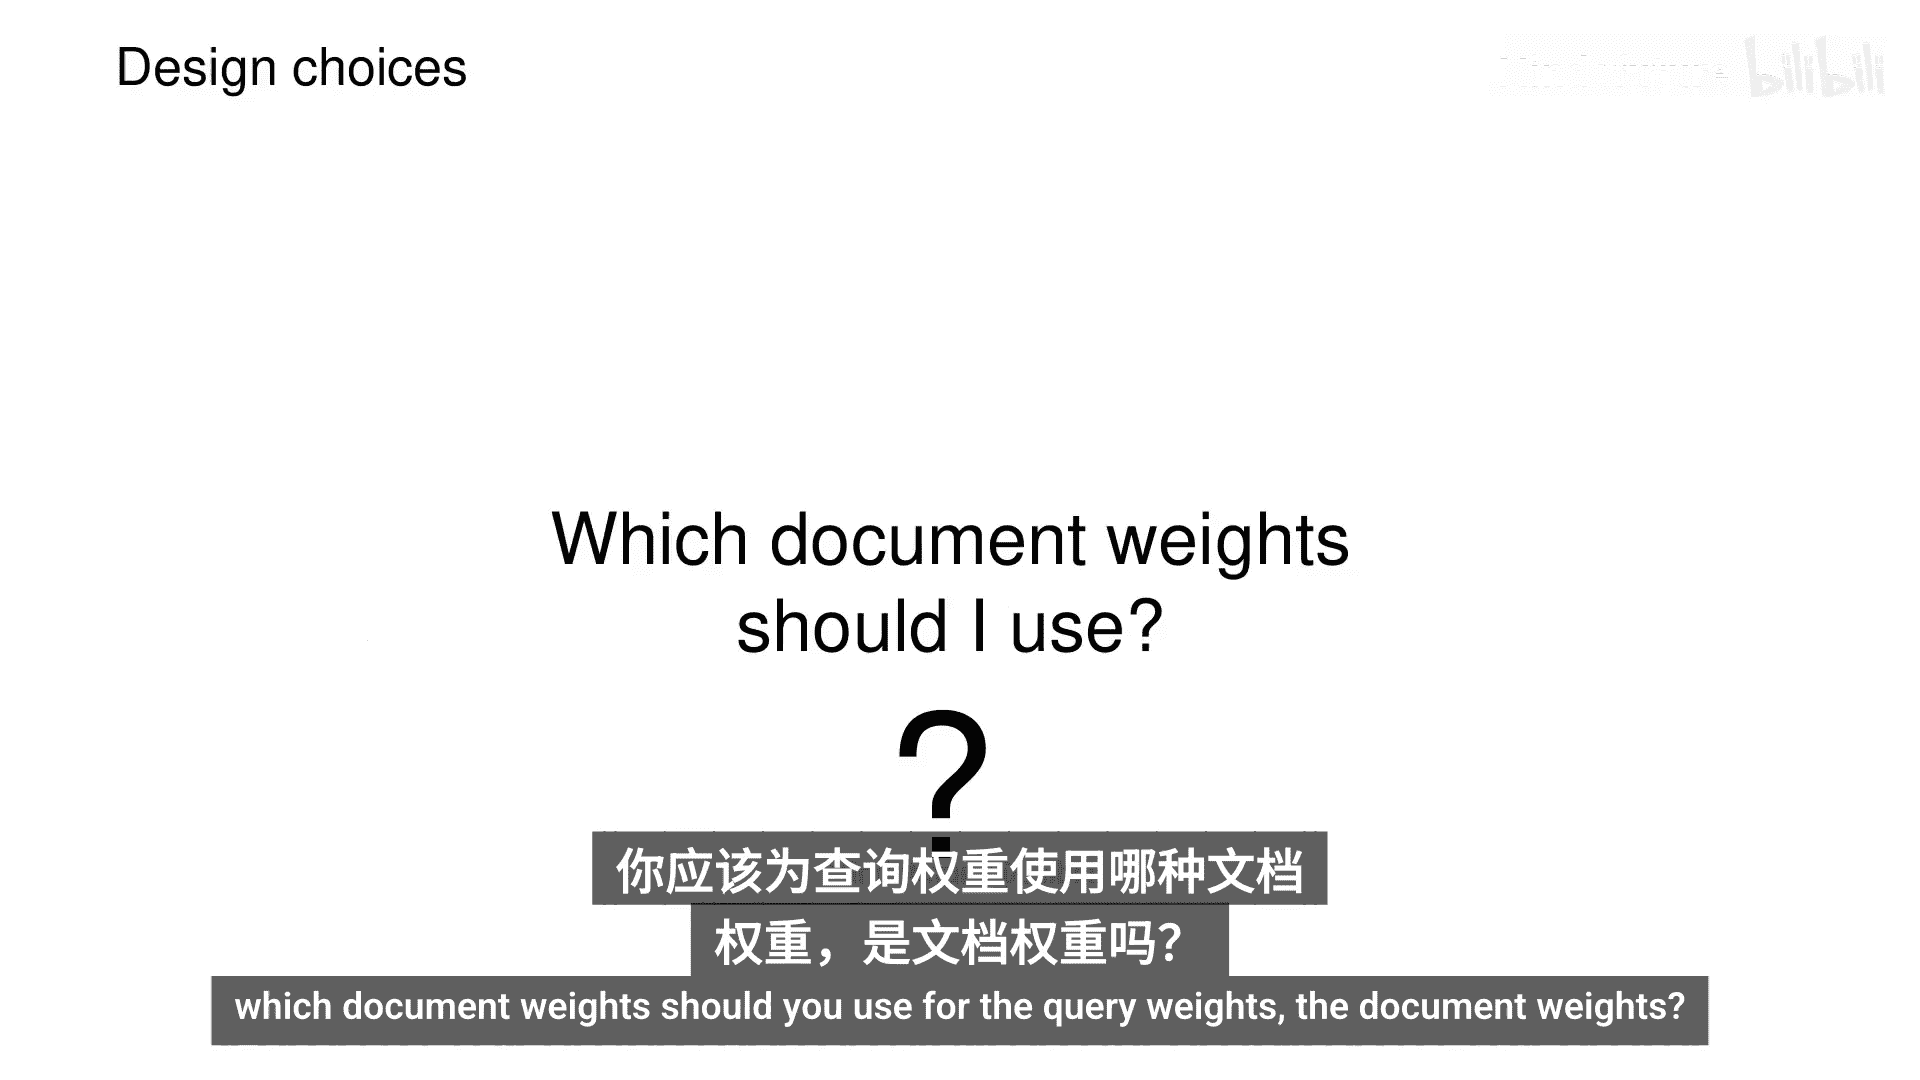 Design choices
bilibili
Which document weights
should I use?
?
你应该为查询权重使用哪种文档
权重，是文档权重吗？
which document weights should you use for the query weights, the document weights?